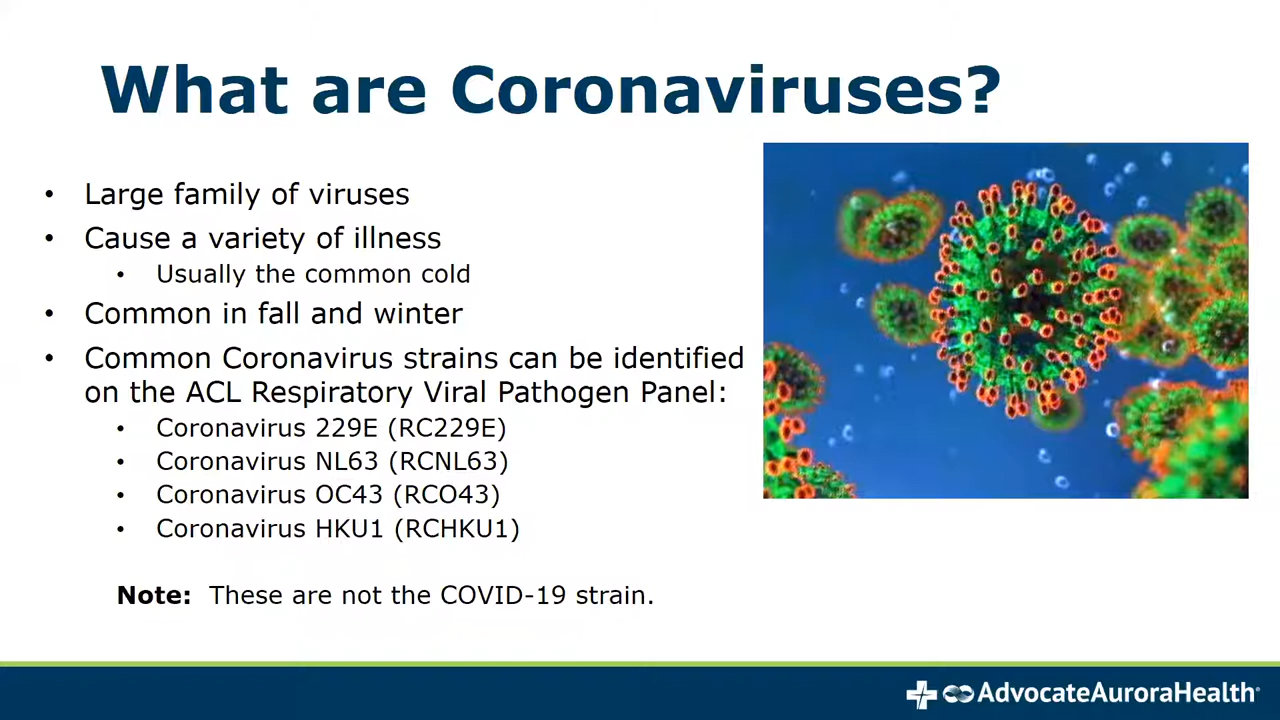 What are Coronaviruses?
• Large family of viruses
• Cause a variety of illness
• Usually the common cold
• Common in fall and winter
• Common Coronavirus strains can be identified
on the ACL Respiratory Viral Pathogen Panel:
• Coronavirus 229E (RC229E)
• Coronavirus NL63 (RCNL63)
• Coronavirus OC43 (RCO43)
• Coronavirus HKU1 (RCHKU1)
Note: These are not the COVID-19 strain.
AdvocateAuroraHealth®